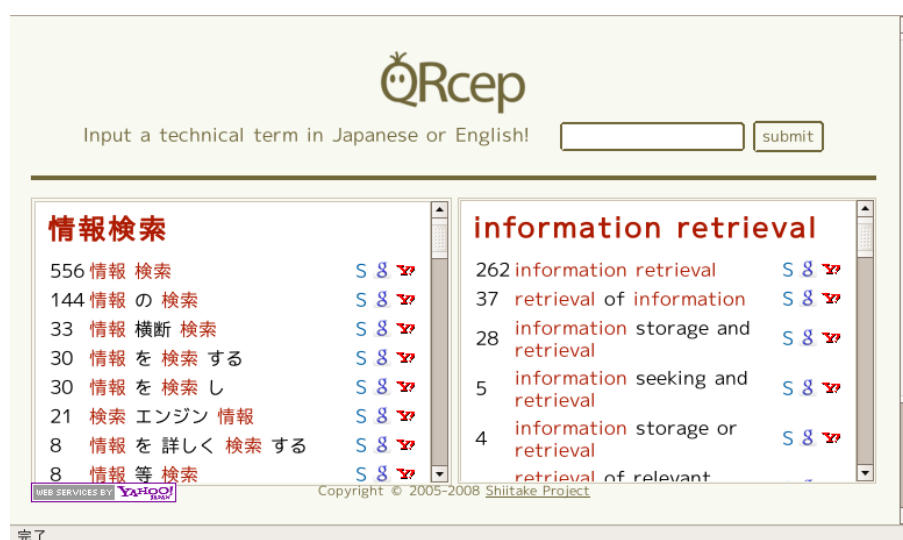 QRcep
Input a technical term in Japanese or English!
submit
情報検索
556 情報 検索 S g Y?
144 情報 の 検索 S g Y?
33 情報 横断 検索 S g Y?
30 情報 を 検索 する S g Y?
30 情報 を 検索 し S g Y?
21 検索 エンジン 情報 S g Y?
8 情報 を 詳しく 検索 する S g Y?
8 情報 等 検索 S g Y?
information retrieval
262 information retrieval S g Y?
37 retrieval of information S g Y?
28 information storage and
retrieval S g Y?
5 information seeking and
retrieval S g Y?
4 information storage or
retrieval S g Y?
retrieval of relevant
WEB SERVICES BY YAHOO! JAPAN
Copyright © 2005-2008 Shiitake Project
完了